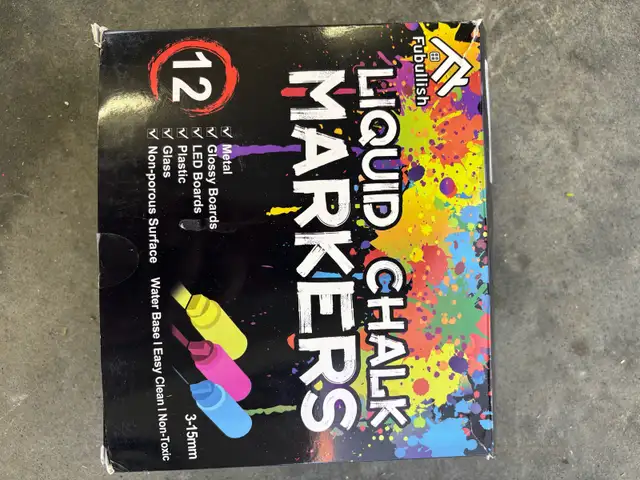 Fubullish
LIQUID CHALK
MARKERS
12
✓ Metal
✓ Glossy Boards
✓ LED Boards
✓ Plastic
✓ Glass
✓ Non-porous Surface
3-15mm
Water Base I Easy Clean I Non-Toxic